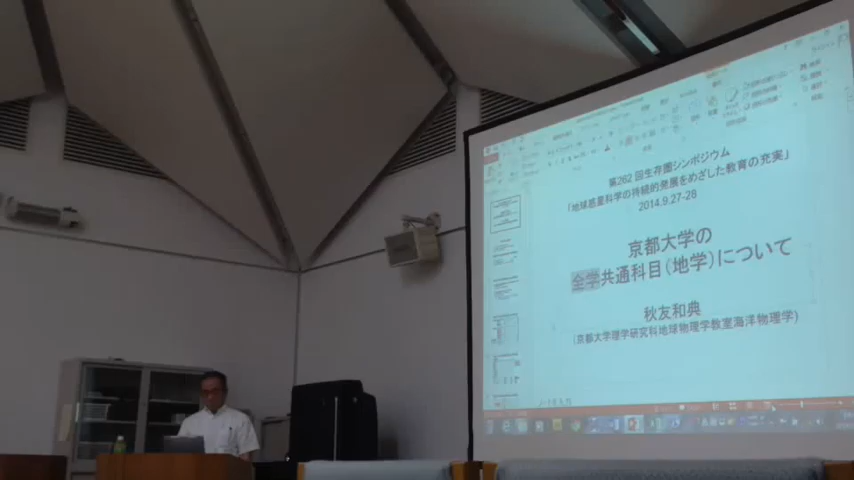 第262回生存圏シンポジウム
「地球惑星科学の持続的発展をめざした教育の充実」
2014.9.27-28
京都大学の
全学共通科目(地学)について
秋友和典
(京都大学理学研究科地球物理学教室海洋物理学)